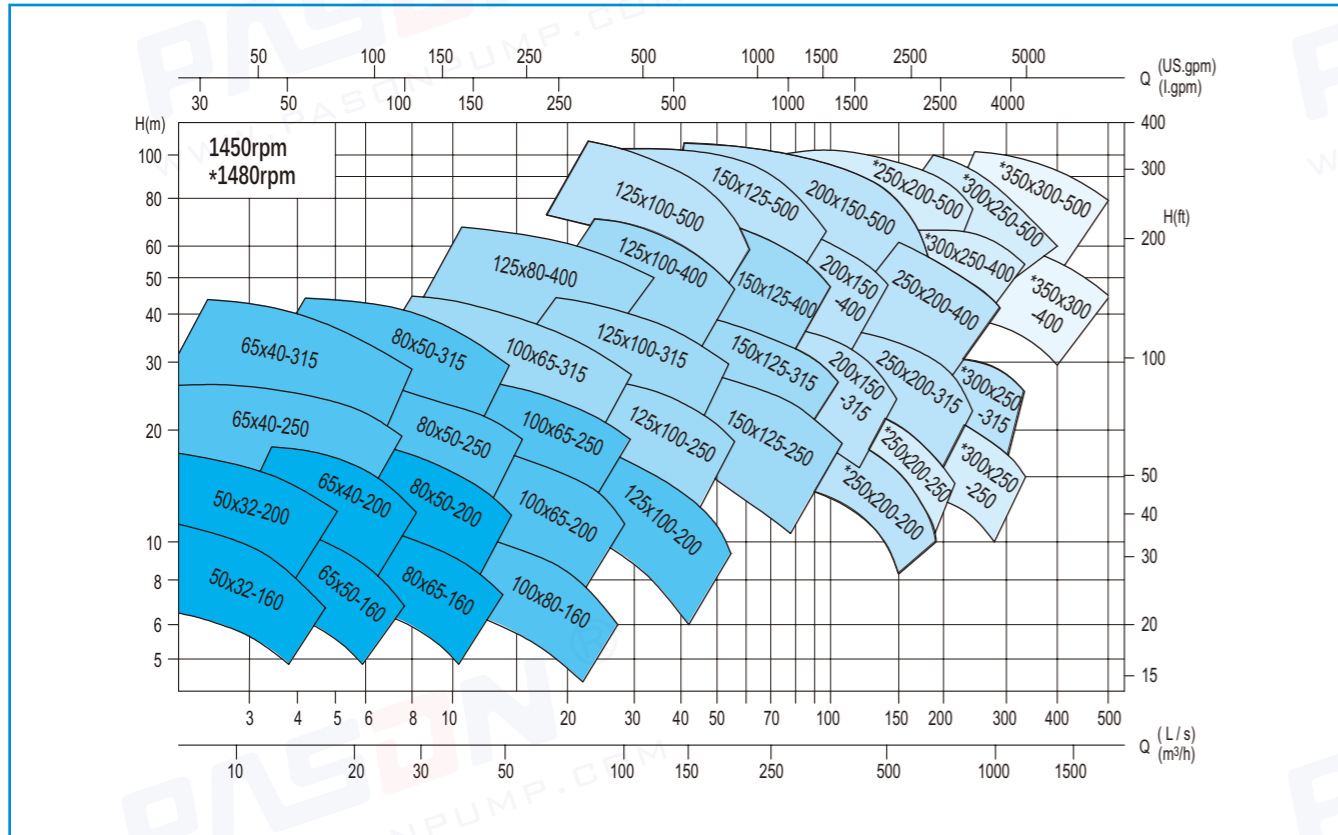 50 100 150 250 500 1000 1500 2500 5000
Q (US.gpm)
(I.gpm)
30 50 100 150 250 500 1000 1500 2500 4000
H(m)
1450rpm
*1480rpm
100
80
60
50
40
30
20
10
8
6
5
400
300
H(ft)
200
100
50
40
30
20
15
125x100-500
150x125-500
200x150-500
*250x200-500
*300x250-500
*350x300-500
125x80-400
125x100-400
150x125-400
200x150
-400
250x200-400
*300x250-400
*350x300
-400
65x40-315
80x50-315
100x65-315
125x100-315
150x125-315
200x150
-315
250x200-315
*300x250
-315
65x40-250
80x50-250
100x65-250
125x100-250
150x125-250
*250x200-250
*300x250
-250
50x32-200
65x40-200
80x50-200
100x65-200
125x100-200
*250x200-200
50x32-160
65x50-160
80x65-160
100x80-160
3 4 5 6 8 10 20 30 40 50 70 100 150 200 300 400 500
Q (L/s)
(m³/h)
10 20 30 50 100 150 250 500 1000 1500
PASON
WWW.PASONPUMP.COM
PASON®